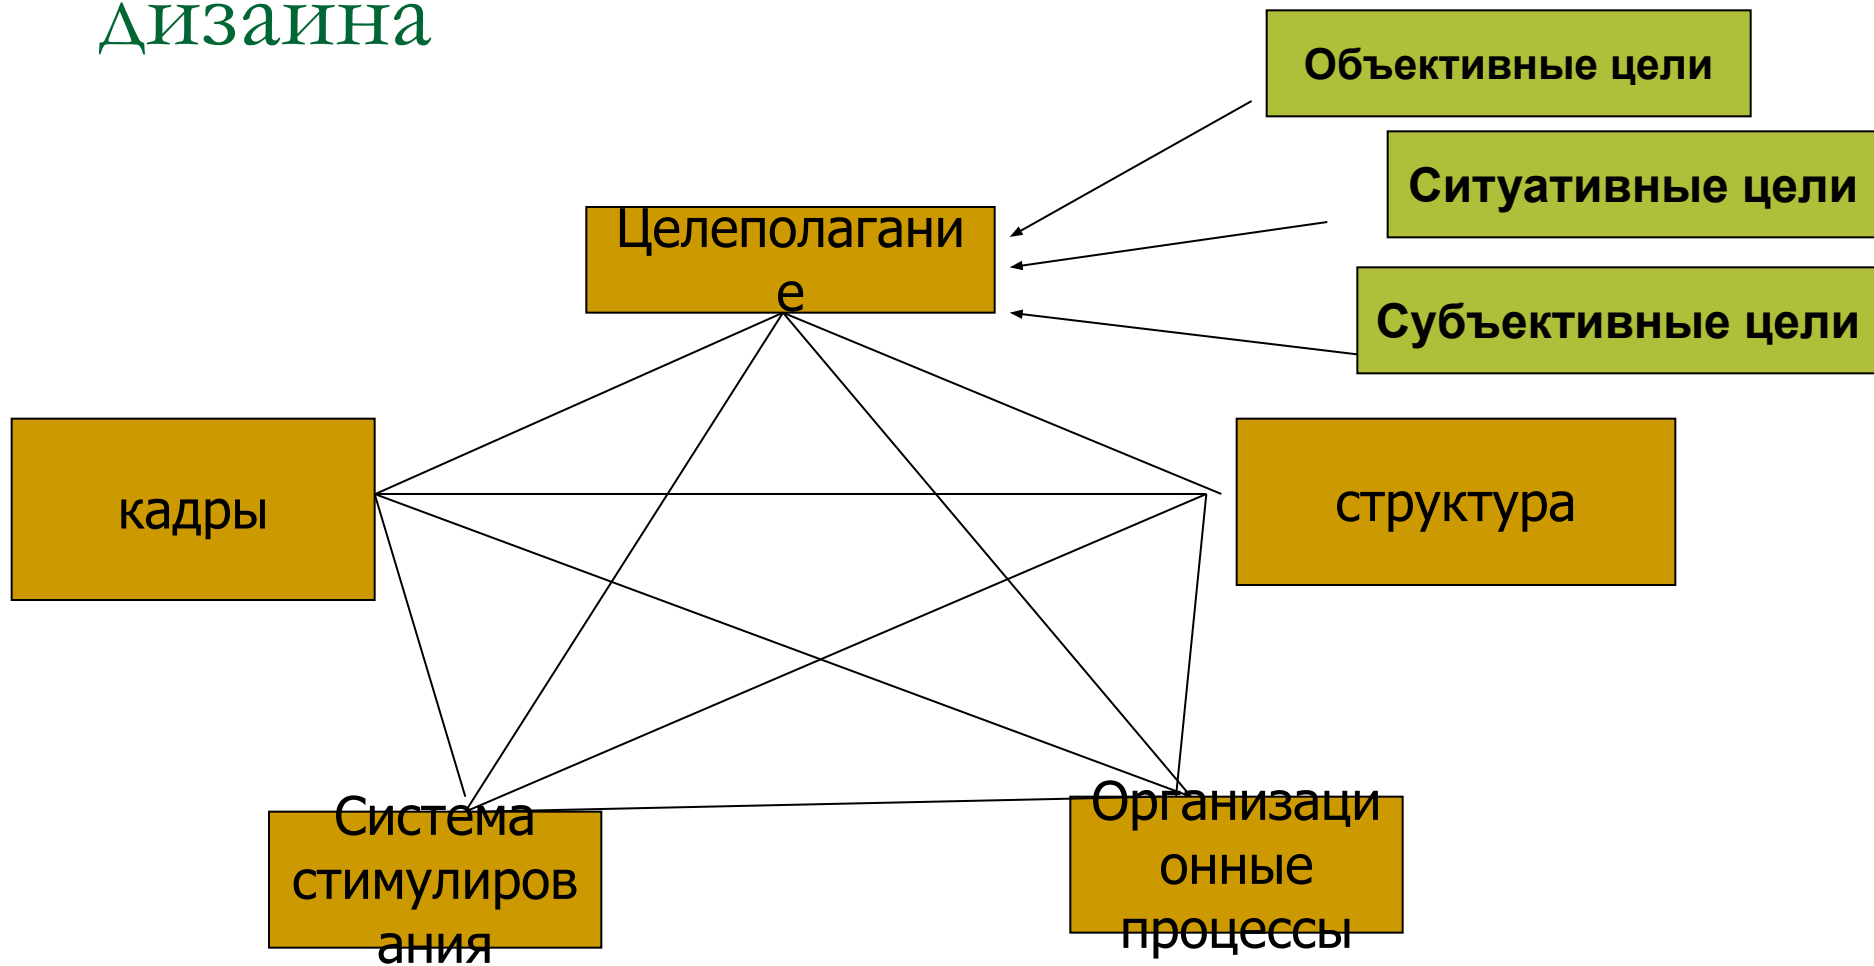 дизайна
Объективные цели
Ситуативные цели
Целеполагани
е
Субъективные цели
кадры
структура
Система
стимулиров
ания
Организаци
онные
процессы